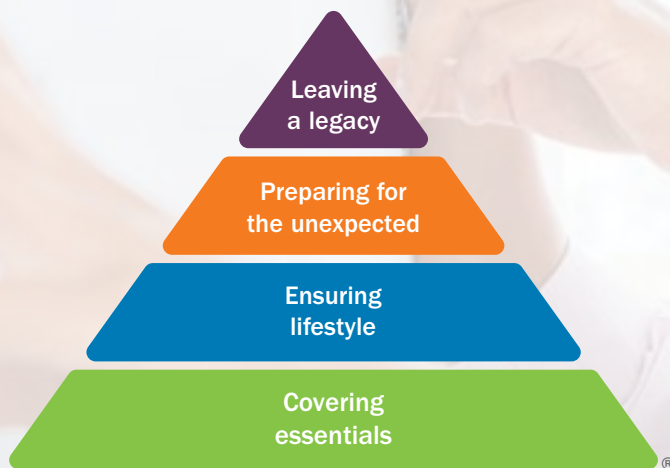 Leaving
a legacy
Preparing for
the unexpected
Ensuring
lifestyle
Covering
essentials
®